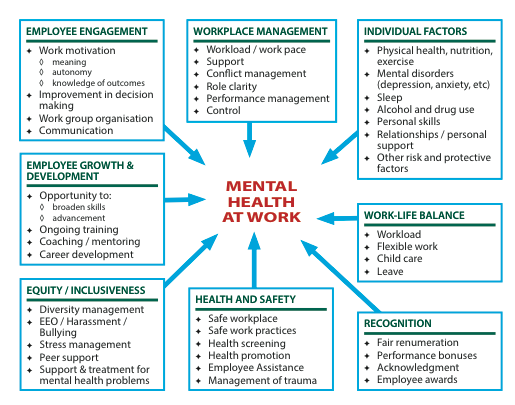 EMPLOYEE ENGAGEMENT
Work motivation
meaning
autonomy
knowledge of outcomes
Improvement in decision
making
Work group organisation
Communication
WORKPLACE MANAGEMENT
Workload / work pace
Support
Conflict management
Role clarity
Performance management
Control
INDIVIDUAL FACTORS
Physical health, nutrition,
exercise
Mental disorders
(depression, anxiety, etc)
Sleep
Alcohol and drug use
Personal skills
Relationships / personal
support
Other risk and protective
factors
EMPLOYEE GROWTH &
DEVELOPMENT
Opportunity to:
broaden skills
advancement
Ongoing training
Coaching / mentoring
Career development
MENTAL
HEALTH
AT WORK
WORK-LIFE BALANCE
Workload
Flexible work
Child care
Leave
EQUITY / INCLUSIVENESS
Diversity management
EEO / Harassment /
Bullying
Stress management
Peer support
Support & treatment for
mental health problems
HEALTH AND SAFETY
Safe workplace
Safe work practices
Health screening
Health promotion
Employee Assistance
Management of trauma
RECOGNITION
Fair renumeration
Performance bonuses
Acknowledgment
Employee awards